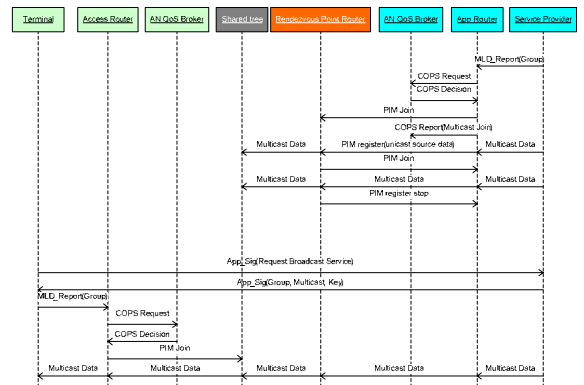 Terminal
Access Router
AN QoS Broker
Shared tree
Rendezvous Point Router
AN QoS Broker
App Router
Service Provider
MLD_Report(Group)
COPS Request
COPS Decision
PIM Join
COPS Report(Multicast Join)
Multicast Data
PIM register(unicast source data)
Multicast Data
Multicast Data
PIM Join
Multicast Data
Multicast Data
Multicast Data
PIM register stop
App_Sig(Request Broadcast Service)
App_Sig(Group, Multicast, Key)
MLD_Report(Group)
COPS Request
COPS Decision
PIM Join
Multicast Data
Multicast Data
Multicast Data
Multicast Data
Multicast Data